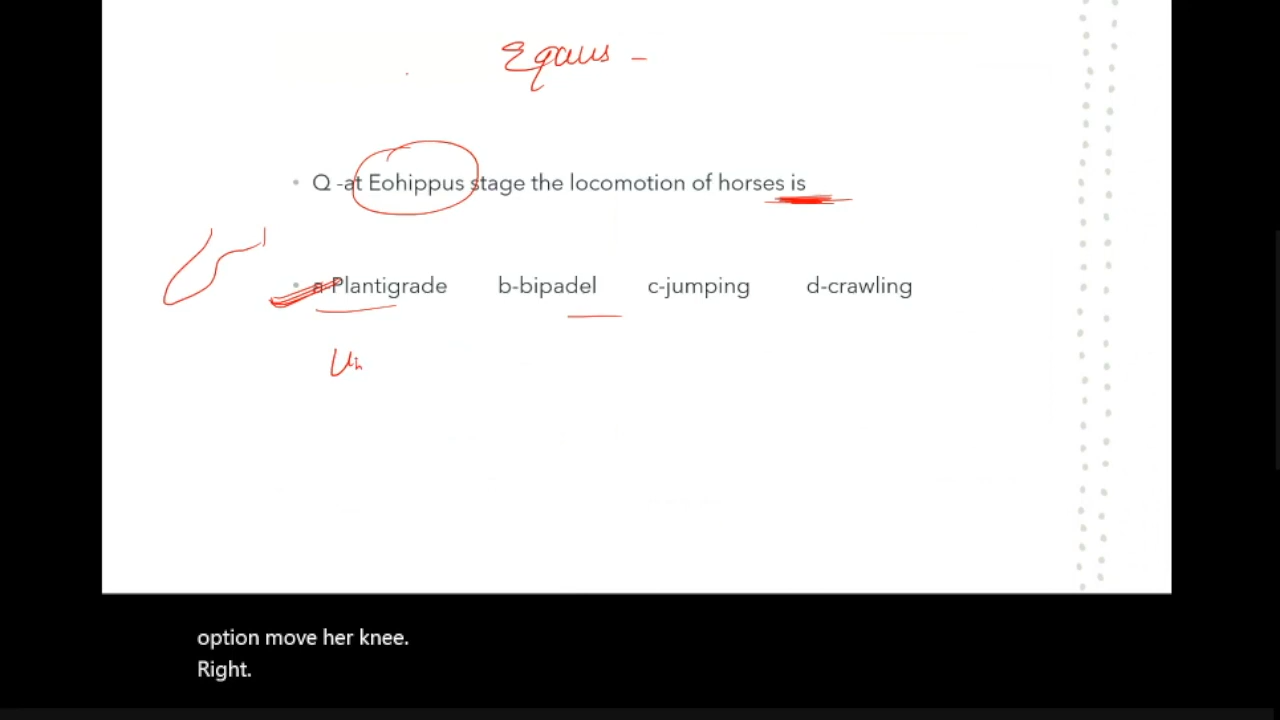 Equus -
• Q -at Eohippus stage the locomotion of horses is
• a-Plantigrade b-bipadel c-jumping d-crawling
option move her knee.
Right.